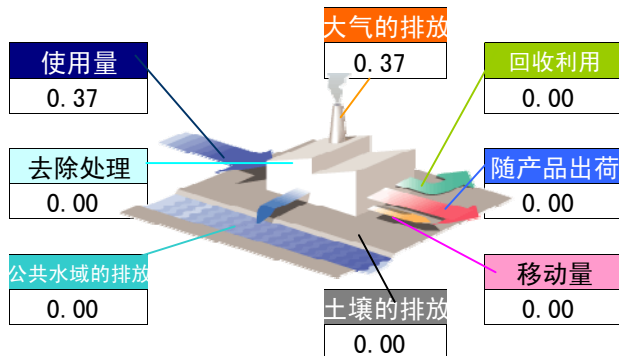 大气的排放
0.37
使用量
0.37
回收利用
0.00
去除处理
0.00
随产品出荷
0.00
公共水域的排放
0.00
土壤的排放
0.00
移动量
0.00